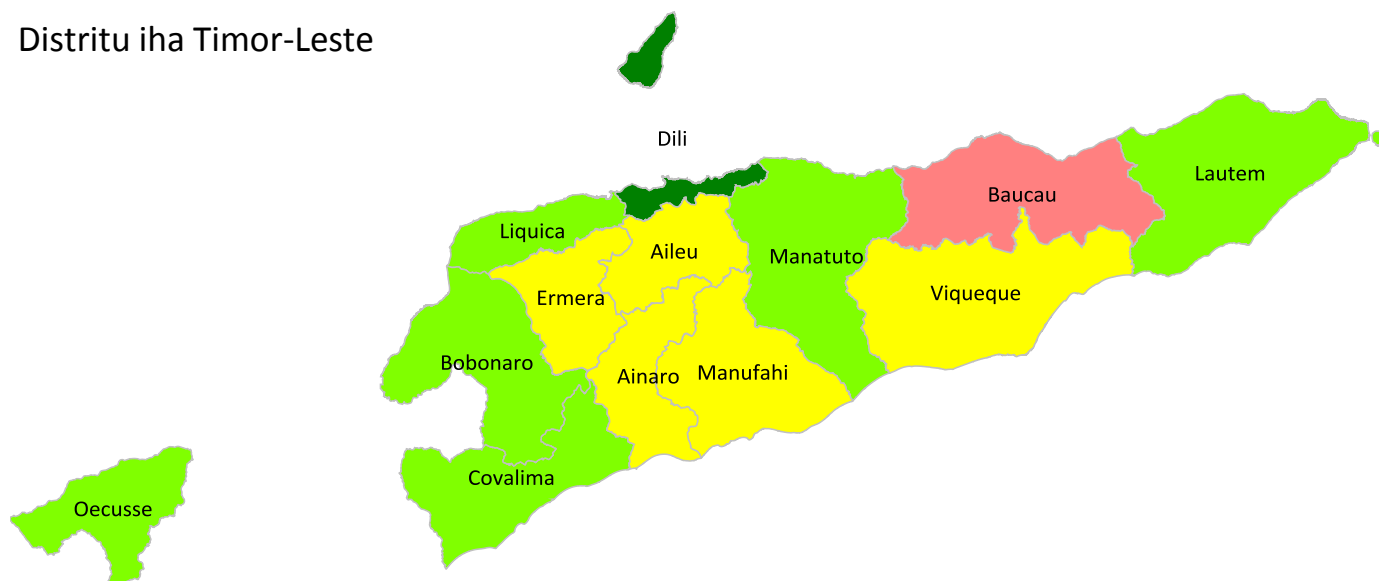 Distritu iha Timor-Leste
Dili
Lautem
Baucau
Liquica
Aileu
Manatuto
Ermera
Viqueque
Bobonaro
Ainaro
Manufahi
Covalima
Oecusse